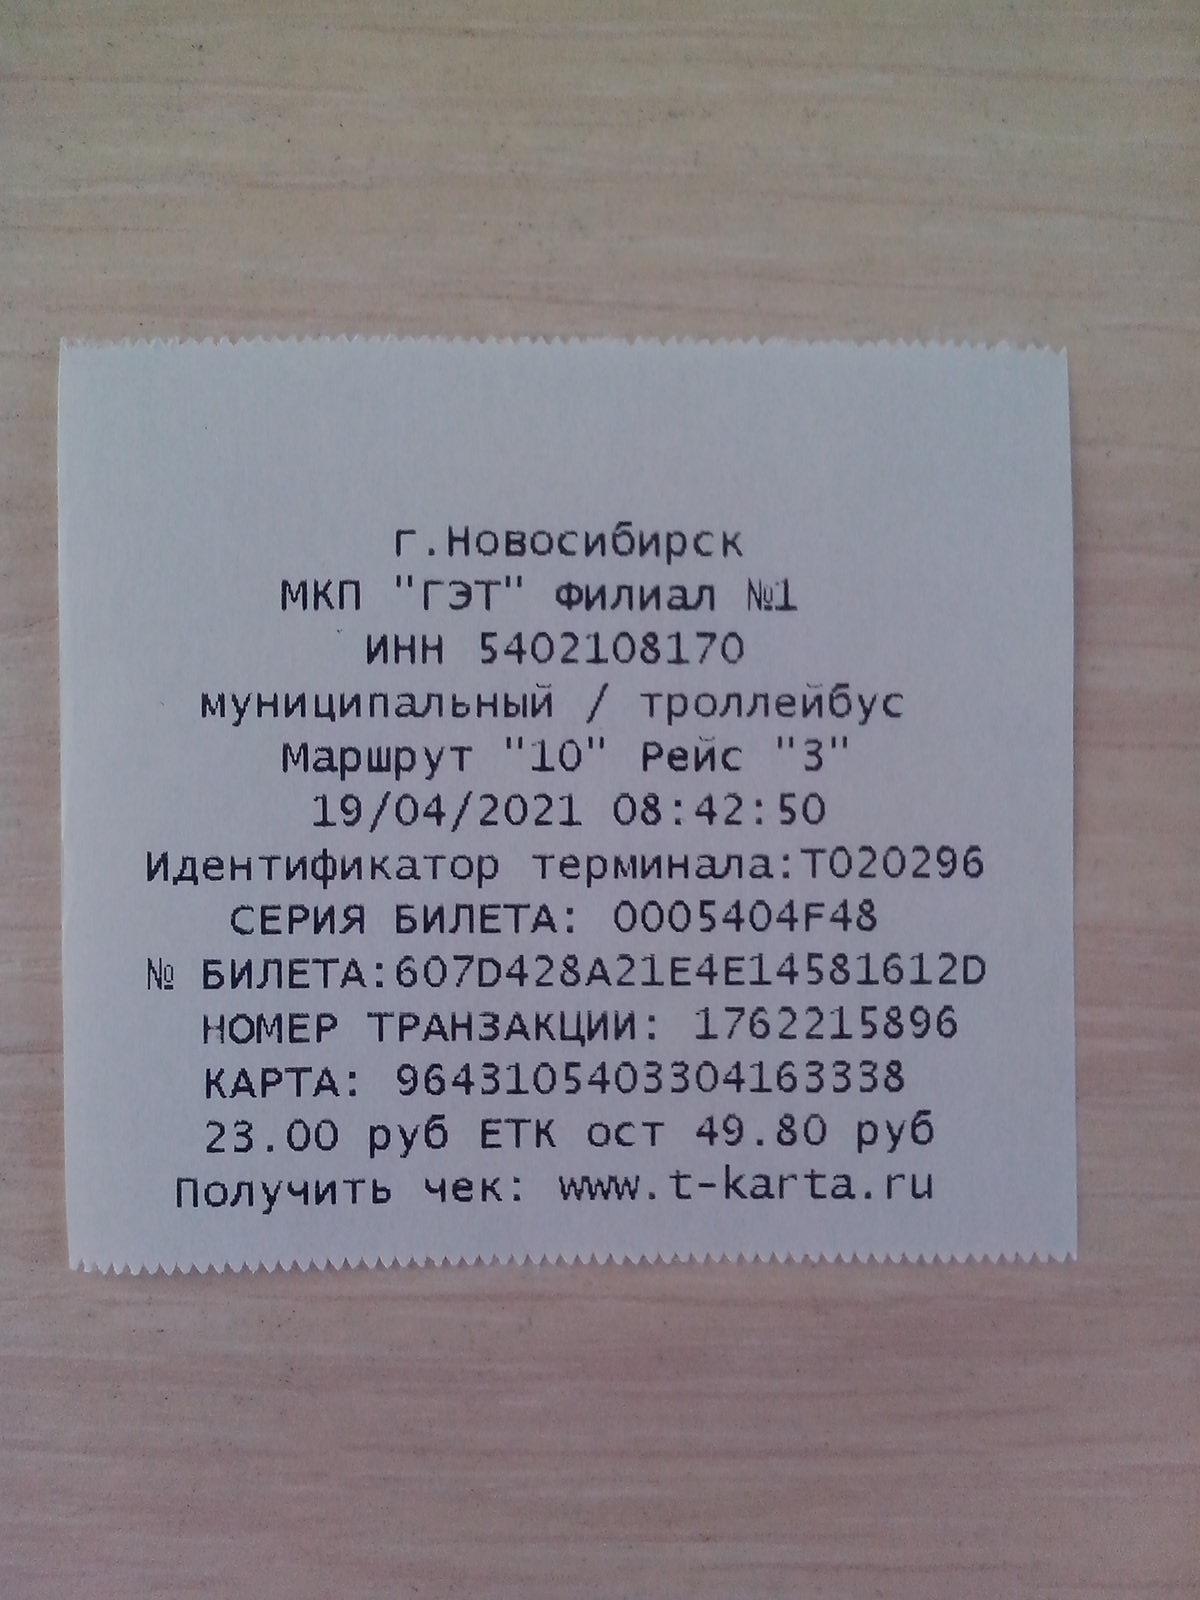 г.Новосибирск
МКП "ГЭТ" Филиал №1
ИНН 5402108170
муниципальный / троллейбус
Маршрут "10" Рейс "3"
19/04/2021 08:42:50
Идентификатор терминала:Т020296
СЕРИЯ БИЛЕТА: 0005404F48
№ БИЛЕТА:607D428A21E4E14581612D
НОМЕР ТРАНЗАКЦИИ: 1762215896
КАРТА: 9643105403304163338
23.00 руб ЕТК ост 49.80 руб
Получить чек: www.t-karta.ru